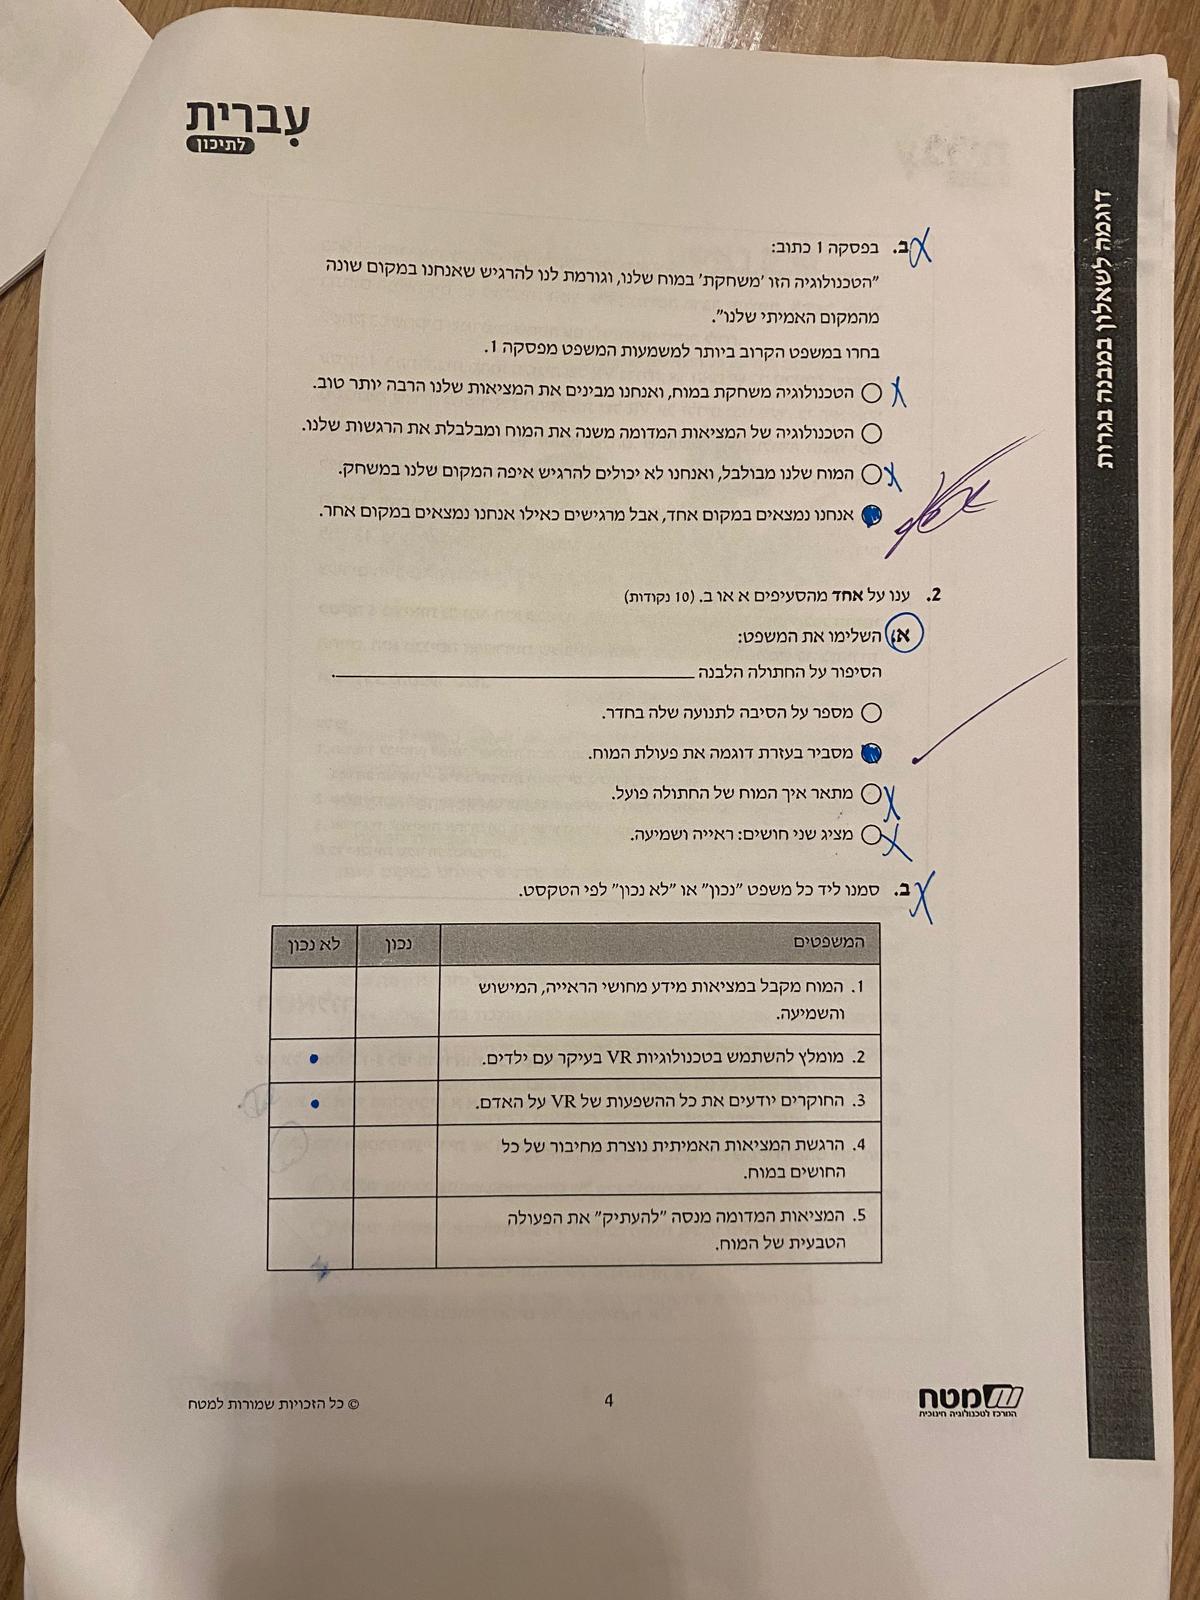 עברית
לתיכון
דוגמה לשאלון במבנה בגרות
ב. בפסקה 1 כתוב:
"הטכנולוגיה הזו 'משחקת' במוח שלנו, וגורמת לנו להרגיש שאנחנו במקום שונה
מהמקום האמיתי שלנו".
בחרו במשפט הקרוב ביותר למשמעות המשפט מפסקה 1.
הטכנולוגיה משחקת במוח, ואנחנו מבינים את המציאות שלנו הרבה יותר טוב.
הטכנולוגיה של המציאות המדומה משנה את המוח ומבלבלת את הרגשות שלנו.
המוח שלנו מבולבל, ואנחנו לא יכולים להרגיש איפה המקום שלנו במשחק.
אנחנו נמצאים במקום אחד, אבל מרגישים כאילו אנחנו נמצאים במקום אחר.
2. ענו על אחד מהסעיפים א או ב. (10 נקודות)
א. השלימו את המשפט:
הסיפור על החתולה הלבנה ____________________.
מספר על הסיבה לתנועה שלה בחדר.
מסביר בעזרת דוגמה את פעולת המוח.
מתאר איך המוח של החתולה פועל.
מציג שני חושים: ראייה ושמיעה.
ב. סמנו ליד כל משפט "נכון" או "לא נכון" לפי הטקסט.
המשפטים נכון לא נכון
1. המוח מקבל במציאות מידע מחושי הראייה, המישוש
והשמיעה.
2. מומלץ להשתמש בטכנולוגיות VR בעיקר עם ילדים.
3. החוקרים יודעים את כל ההשפעות של VR על האדם.
4. הרגשת המציאות האמיתית נוצרת מחיבור של כל
החושים במוח.
5. המציאות המדומה מנסה "להעתיק" את הפעולה
הטבעית של המוח.
מטח
המרכז לטכנולוגיה חינוכית
4
© כל הזכויות שמורות למטח